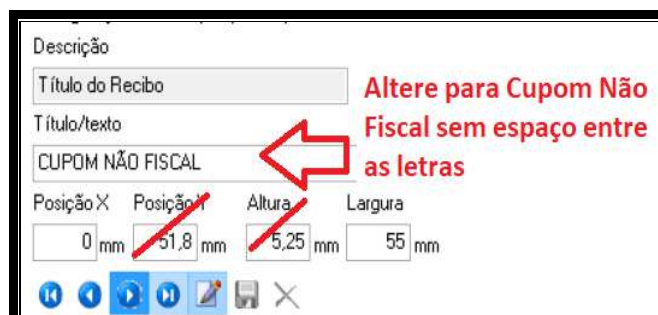 Descrição
Título do Recibo
Título/texto
CUPOM NÃO FISCAL
Altere para Cupom Não
Fiscal sem espaço entre
as letras
Posição X Posição Y Altura Largura
0 mm 51,8 mm 5,25 mm 55 mm